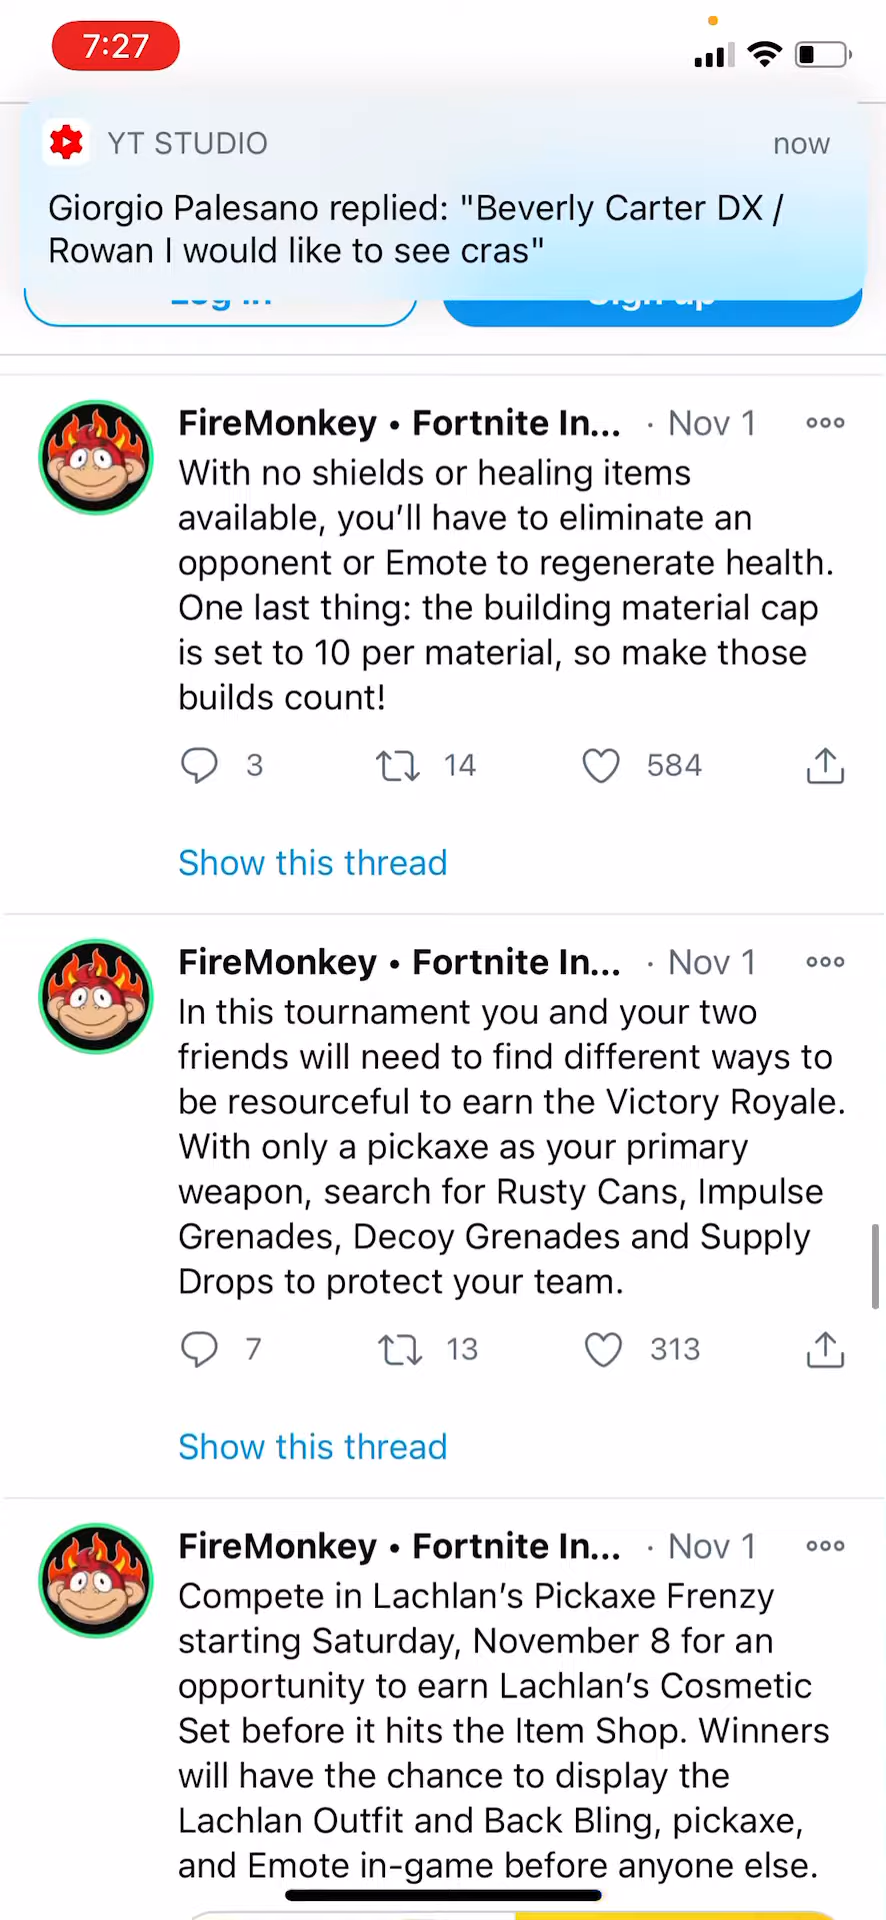 7:27
YT STUDIO
now
Giorgio Palesano replied: "Beverly Carter DX /
Rowan I would like to see cras"
Log in
Sign up
FireMonkey • Fortnite In... · Nov 1
With no shields or healing items
available, you’ll have to eliminate an
opponent or Emote to regenerate health.
One last thing: the building material cap
is set to 10 per material, so make those
builds count!
3 14 584
Show this thread
FireMonkey • Fortnite In... · Nov 1
In this tournament you and your two
friends will need to find different ways to
be resourceful to earn the Victory Royale.
With only a pickaxe as your primary
weapon, search for Rusty Cans, Impulse
Grenades, Decoy Grenades and Supply
Drops to protect your team.
7 13 313
Show this thread
FireMonkey • Fortnite In... · Nov 1
Compete in Lachlan’s Pickaxe Frenzy
starting Saturday, November 8 for an
opportunity to earn Lachlan’s Cosmetic
Set before it hits the Item Shop. Winners
will have the chance to display the
Lachlan Outfit and Back Bling, pickaxe,
and Emote in-game before anyone else.